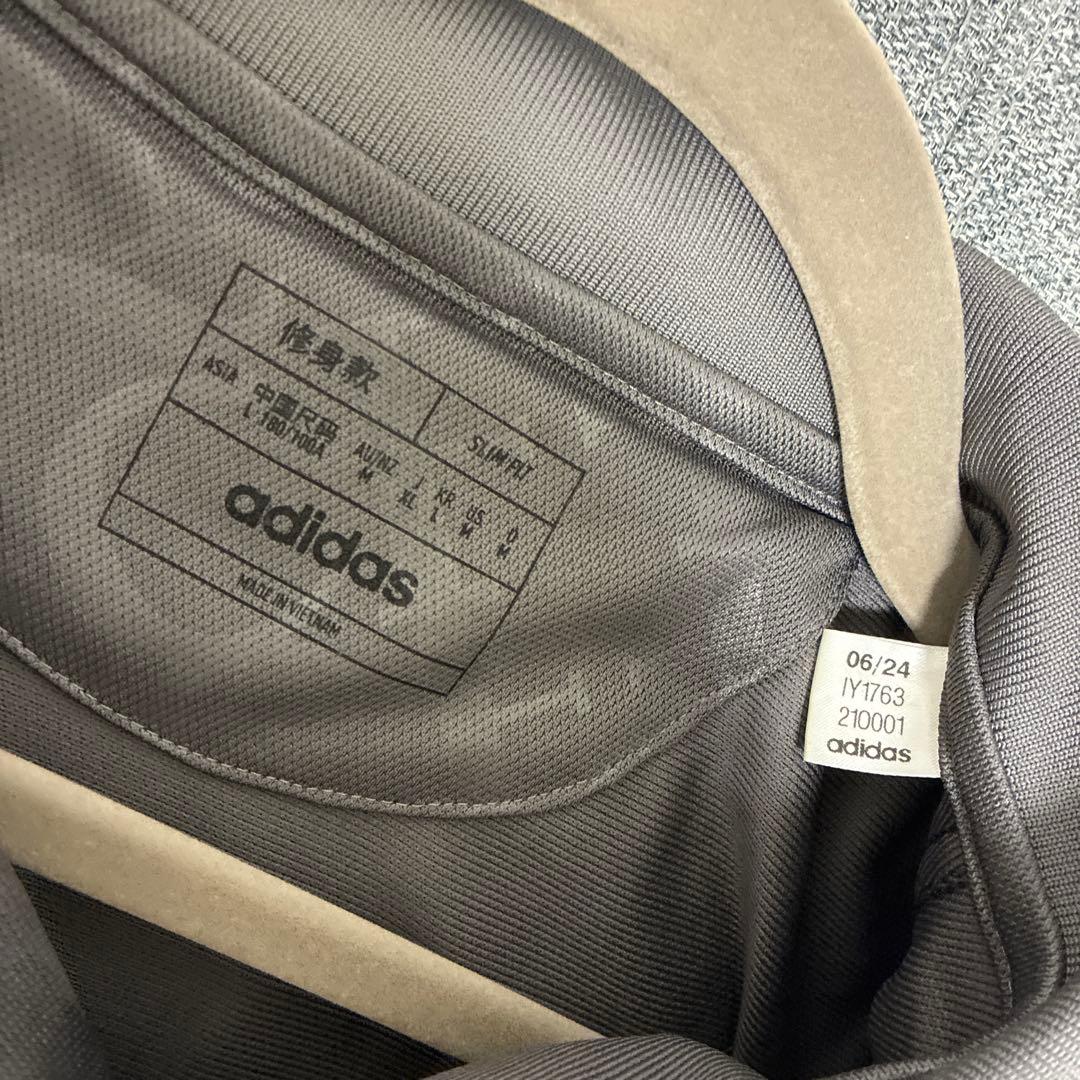 修身款
SLIM FIT
ASIA 中国尺码 AU/NZ J KR US D
L 180/100A M XL L M M
adidas
MADE IN VIETNAM
06/24
IY1763
210001
adidas